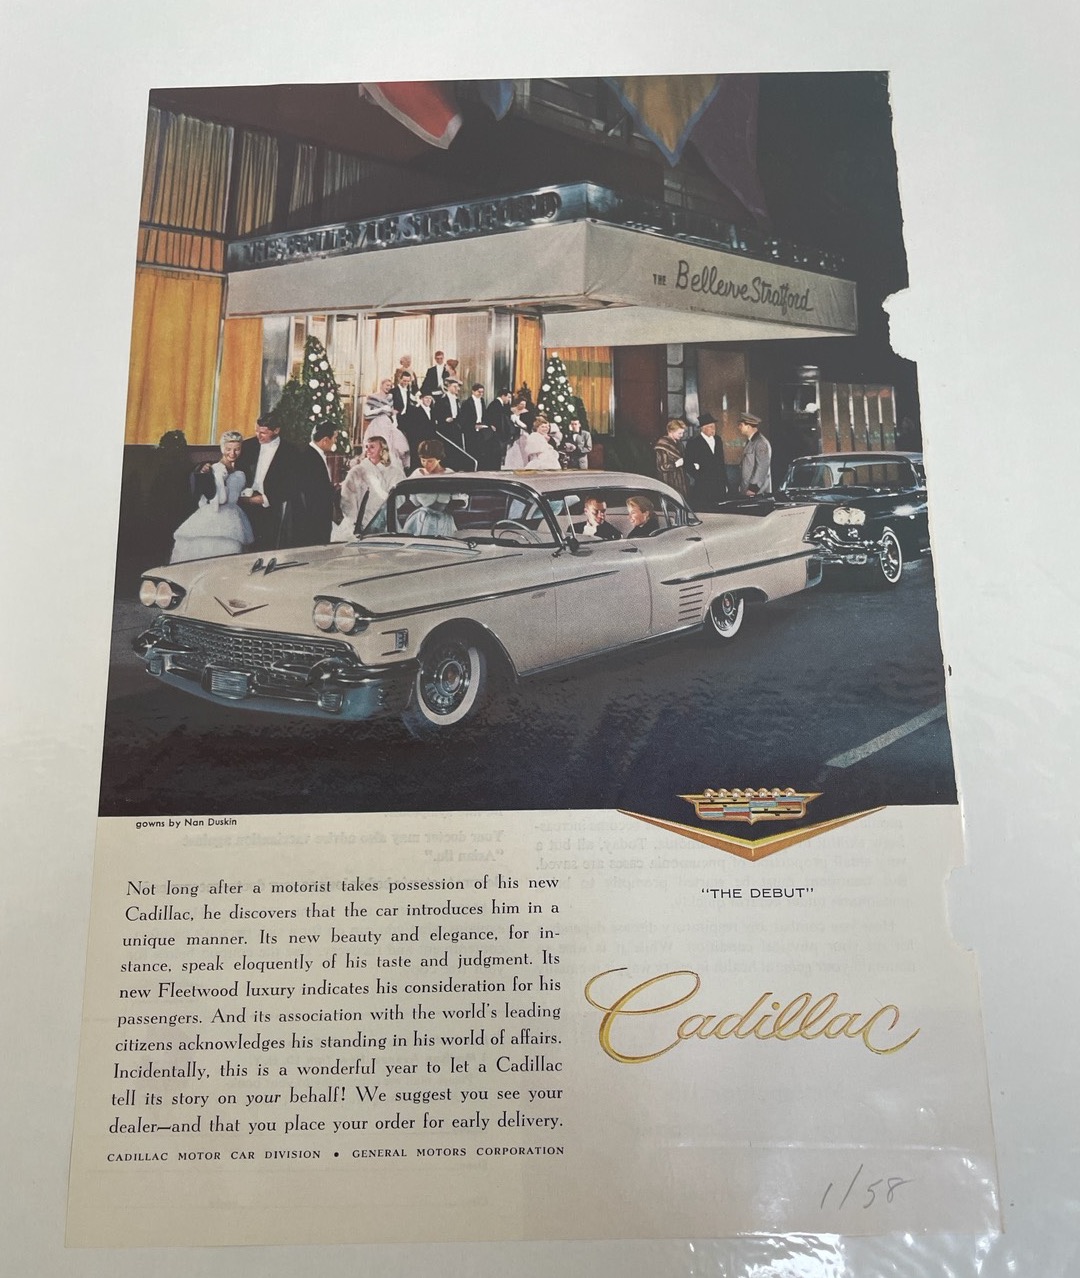 THE BELLEVUE STRATFORD
THE Bellevue Stratford
gowns by Nan Duskin
Not long after a motorist takes possession of his new
Cadillac, he discovers that the car introduces him in a
unique manner. Its new beauty and elegance, for in-
stance, speak eloquently of his taste and judgment. Its
new Fleetwood luxury indicates his consideration for his
passengers. And its association with the world's leading
citizens acknowledges his standing in his world of affairs.
Incidentally, this is a wonderful year to let a Cadillac
tell its story on your behalf! We suggest you see your
dealer—and that you place your order for early delivery.
CADILLAC MOTOR CAR DIVISION • GENERAL MOTORS CORPORATION
"THE DEBUT"
Cadillac
1/58